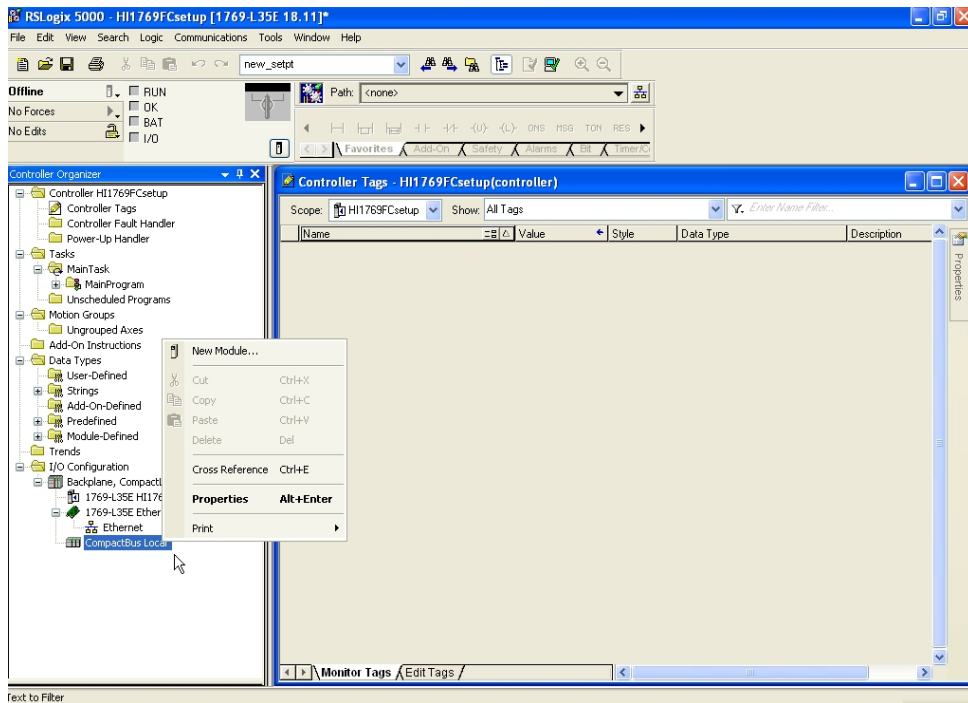 RSLogix 5000 - HI1769FCsetup [1769-L35E 18.11]*
File Edit View Search Logic Communications Tools Window Help
new_setpt
Offline RUN
No Forces OK
BAT
No Edits I/O
Path: <none>
ONS MSG TON RES
Favorites Add-On Safety Alarms Bit Timer/C
Controller Organizer
Controller HI1769FCsetup
Controller Tags
Controller Fault Handler
Power-Up Handler
Tasks
MainTask
MainProgram
Unscheduled Programs
Motion Groups
Ungrouped Axes
Add-On Instructions
Data Types
User-Defined
Strings
Add-On-Defined
Predefined
Module-Defined
Trends
I/O Configuration
Backplane, CompactL
1769-L35E HI176
1769-L35E Ether
Ethernet
CompactBus Local
New Module...
Cut Ctrl+X
Copy Ctrl+C
Paste Ctrl+V
Delete Del
Cross Reference Ctrl+E
Properties Alt+Enter
Print
Controller Tags - HI1769FCsetup(controller)
Scope: HI1769FCsetup Show: All Tags Enter Name Filter...
Name Value Style Data Type Description
Properties
Monitor Tags Edit Tags
Text to Filter